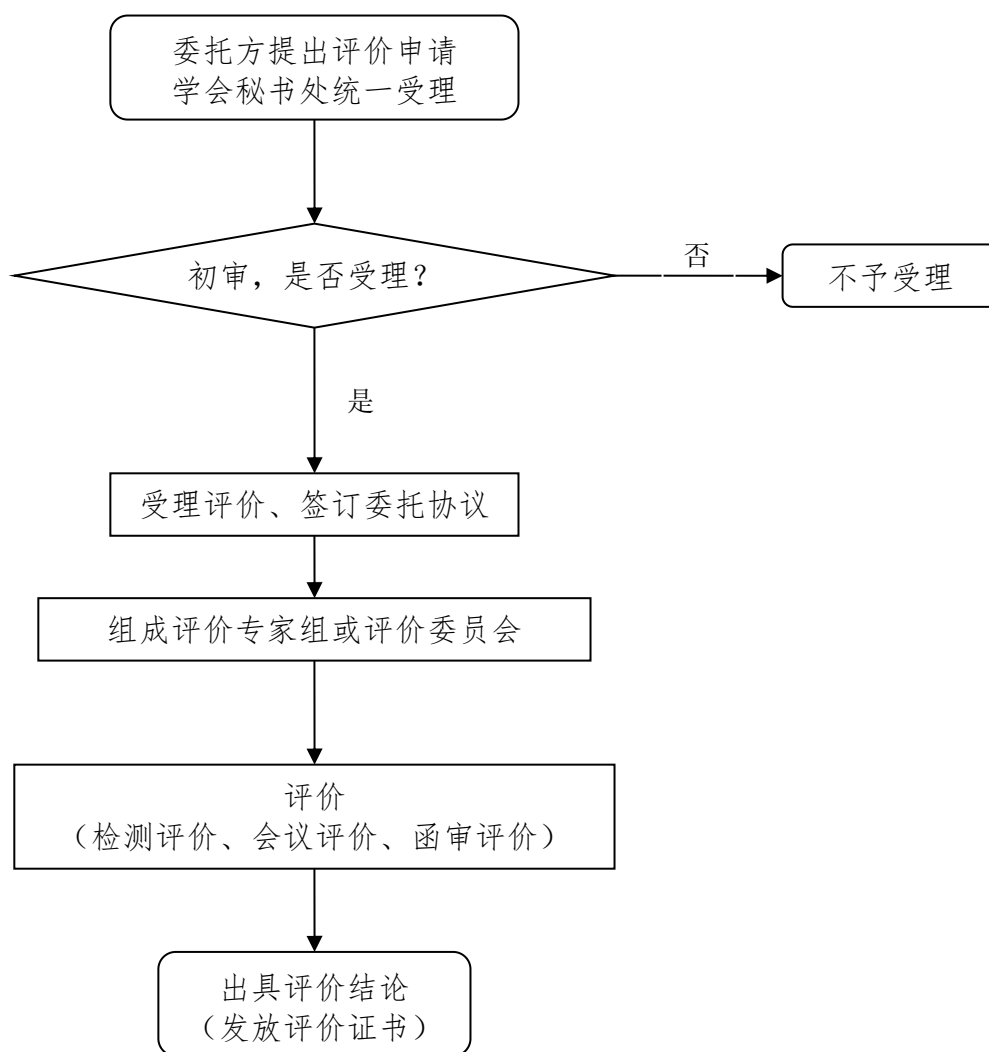 委托方提出评价申请
学会秘书处统一受理
初审，是否受理？
否
不予受理
是
受理评价、签订委托协议
组成评价专家组或评价委员会
评价
（检测评价、会议评价、函审评价）
出具评价结论
（发放评价证书）